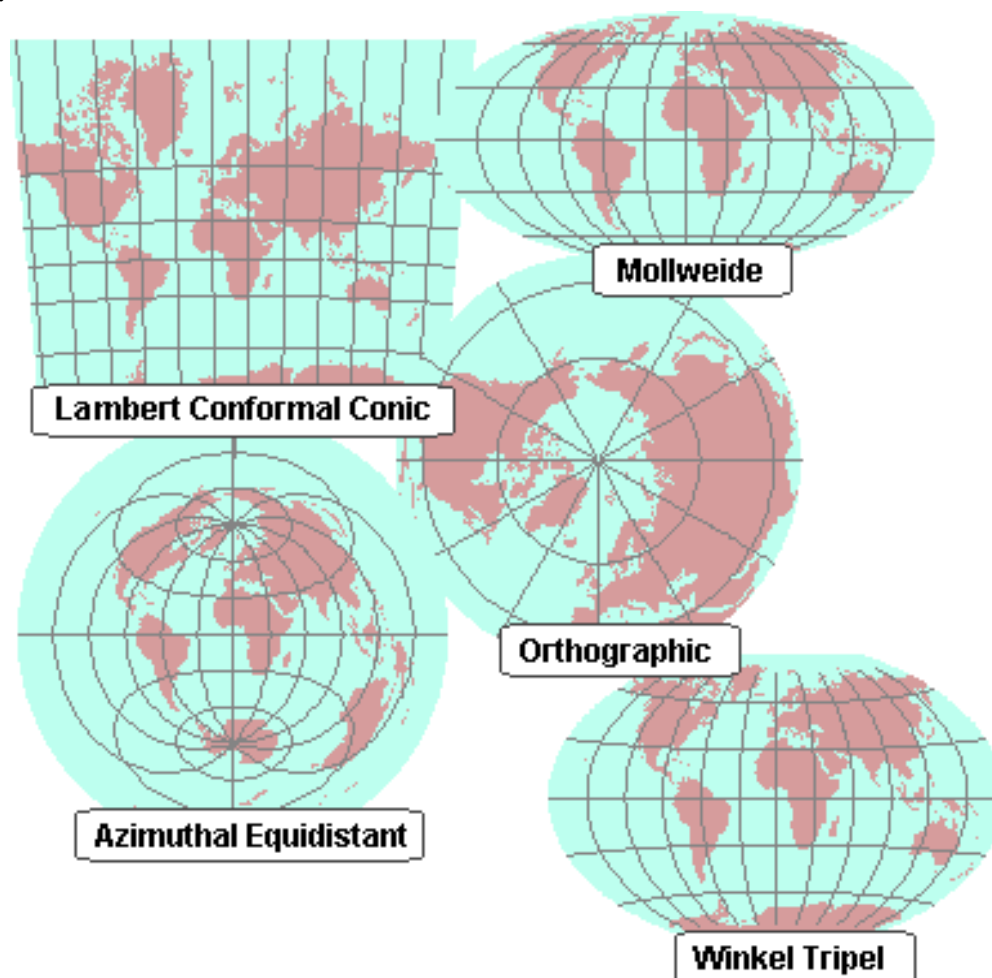 Mollweide
Lambert Conformal Conic
Orthographic
Azimuthal Equidistant
Winkel Tripel